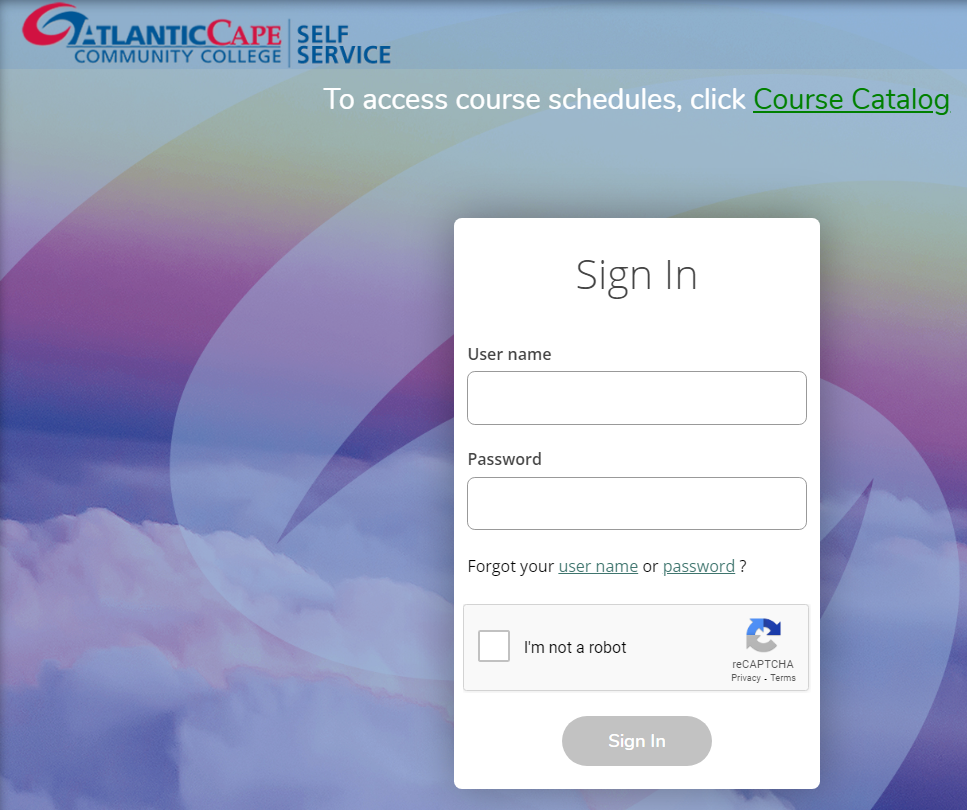 ATLANTICCAPE
COMMUNITY COLLEGE
SELF
SERVICE
To access course schedules, click Course Catalog
Sign In
User name
Password
Forgot your user name or password ?
I'm not a robot
reCAPTCHA
Privacy - Terms
Sign In